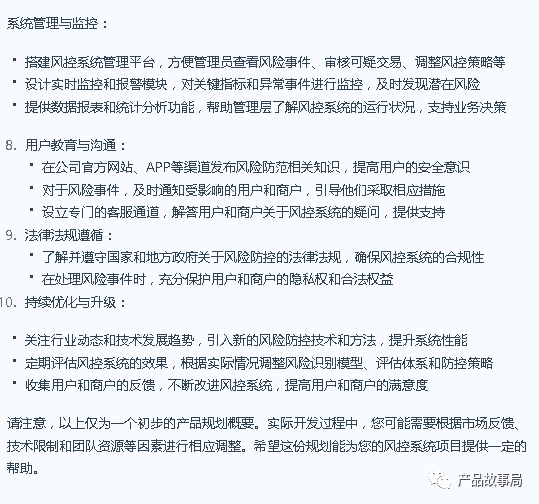 系统管理与监控：
• 搭建风控系统管理平台，方便管理员查看风险事件、审核可疑交易、调整风控策略等
• 设计实时监控和报警模块，对关键指标和异常事件进行监控，及时发现潜在风险
• 提供数据报表和统计分析功能，帮助管理层了解风控系统的运行状况，支持业务决策
8. 用户教育与沟通：
• 在公司官方网站、APP等渠道发布风险防范相关知识，提高用户的安全意识
• 对于风险事件，及时通知受影响的用户和商户，引导他们采取相应措施
• 设立专门的客服通道，解答用户和商户关于风控系统的疑问，提供支持
9. 法律法规遵循：
• 了解并遵守国家和地方政府关于风险防控的法律法规，确保风控系统的合规性
• 在处理风险事件时，充分保护用户和商户的隐私权和合法权益
10. 持续优化与升级：
• 关注行业动态和技术发展趋势，引入新的风险防控技术和方法，提升系统性能
• 定期评估风控系统的效果，根据实际情况调整风险识别模型、评估体系和防控策略
• 收集用户和商户的反馈，不断改进风控系统，提高用户和商户的满意度
请注意，以上仅为一个初步的产品规划概要。实际开发过程中，您可能需要根据市场反馈、
技术限制和团队资源等因素进行相应调整。希望这份规划能为您的风控系统项目提供一定的
帮助。
产品故事局